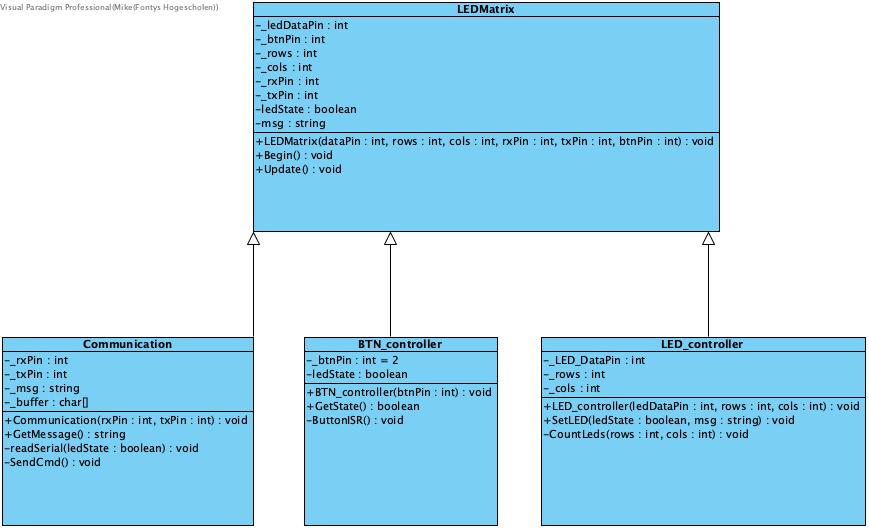 Visual Paradigm Professional(Mike(Fontys Hogescholen))
LEDMatrix
-_ledDataPin : int
-_btnPin : int
-_rows : int
-_cols : int
-_rxPin : int
-_txPin : int
-ledState : boolean
-msg : string
+LEDMatrix(dataPin : int, rows : int, cols : int, rxPin : int, txPin : int, btnPin : int) : void
+Begin() : void
+Update() : void
Communication
-_rxPin : int
-_txPin : int
-_msg : string
-_buffer : char[]
+Communication(rxPin : int, txPin : int) : void
+GetMessage() : string
-readSerial(ledState : boolean) : void
-SendCmd() : void
BTN_controller
-_btnPin : int = 2
-ledState : boolean
+BTN_controller(btnPin : int) : void
+GetState() : boolean
-ButtonISR() : void
LED_controller
-_LED_DataPin : int
-_rows : int
-_cols : int
+LED_controller(ledDataPin : int, rows : int, cols : int) : void
+SetLED(ledState : boolean, msg : string) : void
-CountLeds(rows : int, cols : int) : void